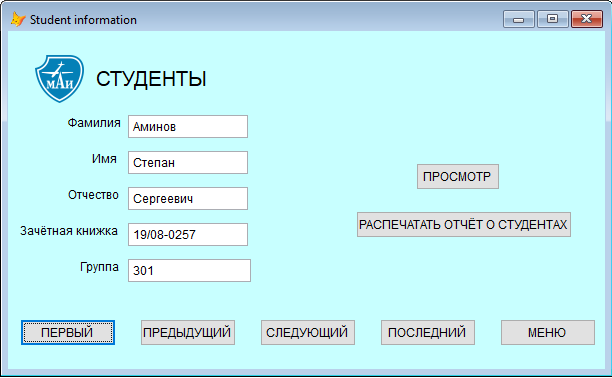 Student information
МАИ
СТУДЕНТЫ
Фамилия Аминов
Имя Степан
Отчество Сергеевич
Зачётная книжка 19/08-0257
Группа 301
ПРОСМОТР
РАСПЕЧАТАТЬ ОТЧЁТ О СТУДЕНТАХ
ПЕРВЫЙ ПРЕДЫДУЩИЙ СЛЕДУЮЩИЙ ПОСЛЕДНИЙ МЕНЮ